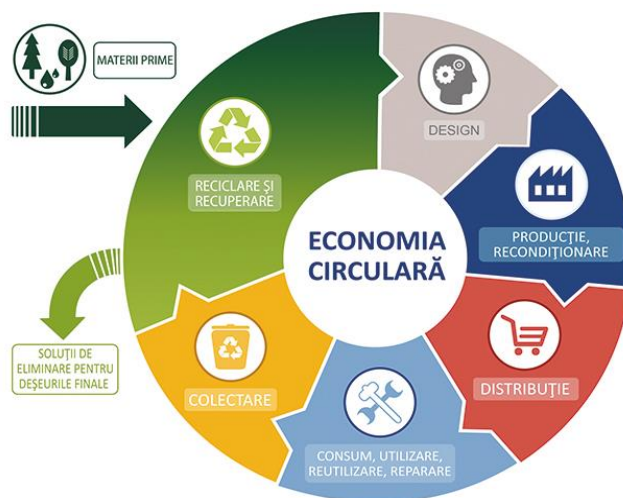 MATERII PRIME
DESIGN
RECICLARE ȘI
RECUPERARE
PRODUCȚIE,
RECONDIȚIONARE
ECONOMIA
CIRCULARĂ
SOLUȚII DE
ELIMINARE PENTRU
DEȘEURILE FINALE
COLECTARE
DISTRIBUȚIE
CONSUM, UTILIZARE,
REUTILIZARE, REPARARE